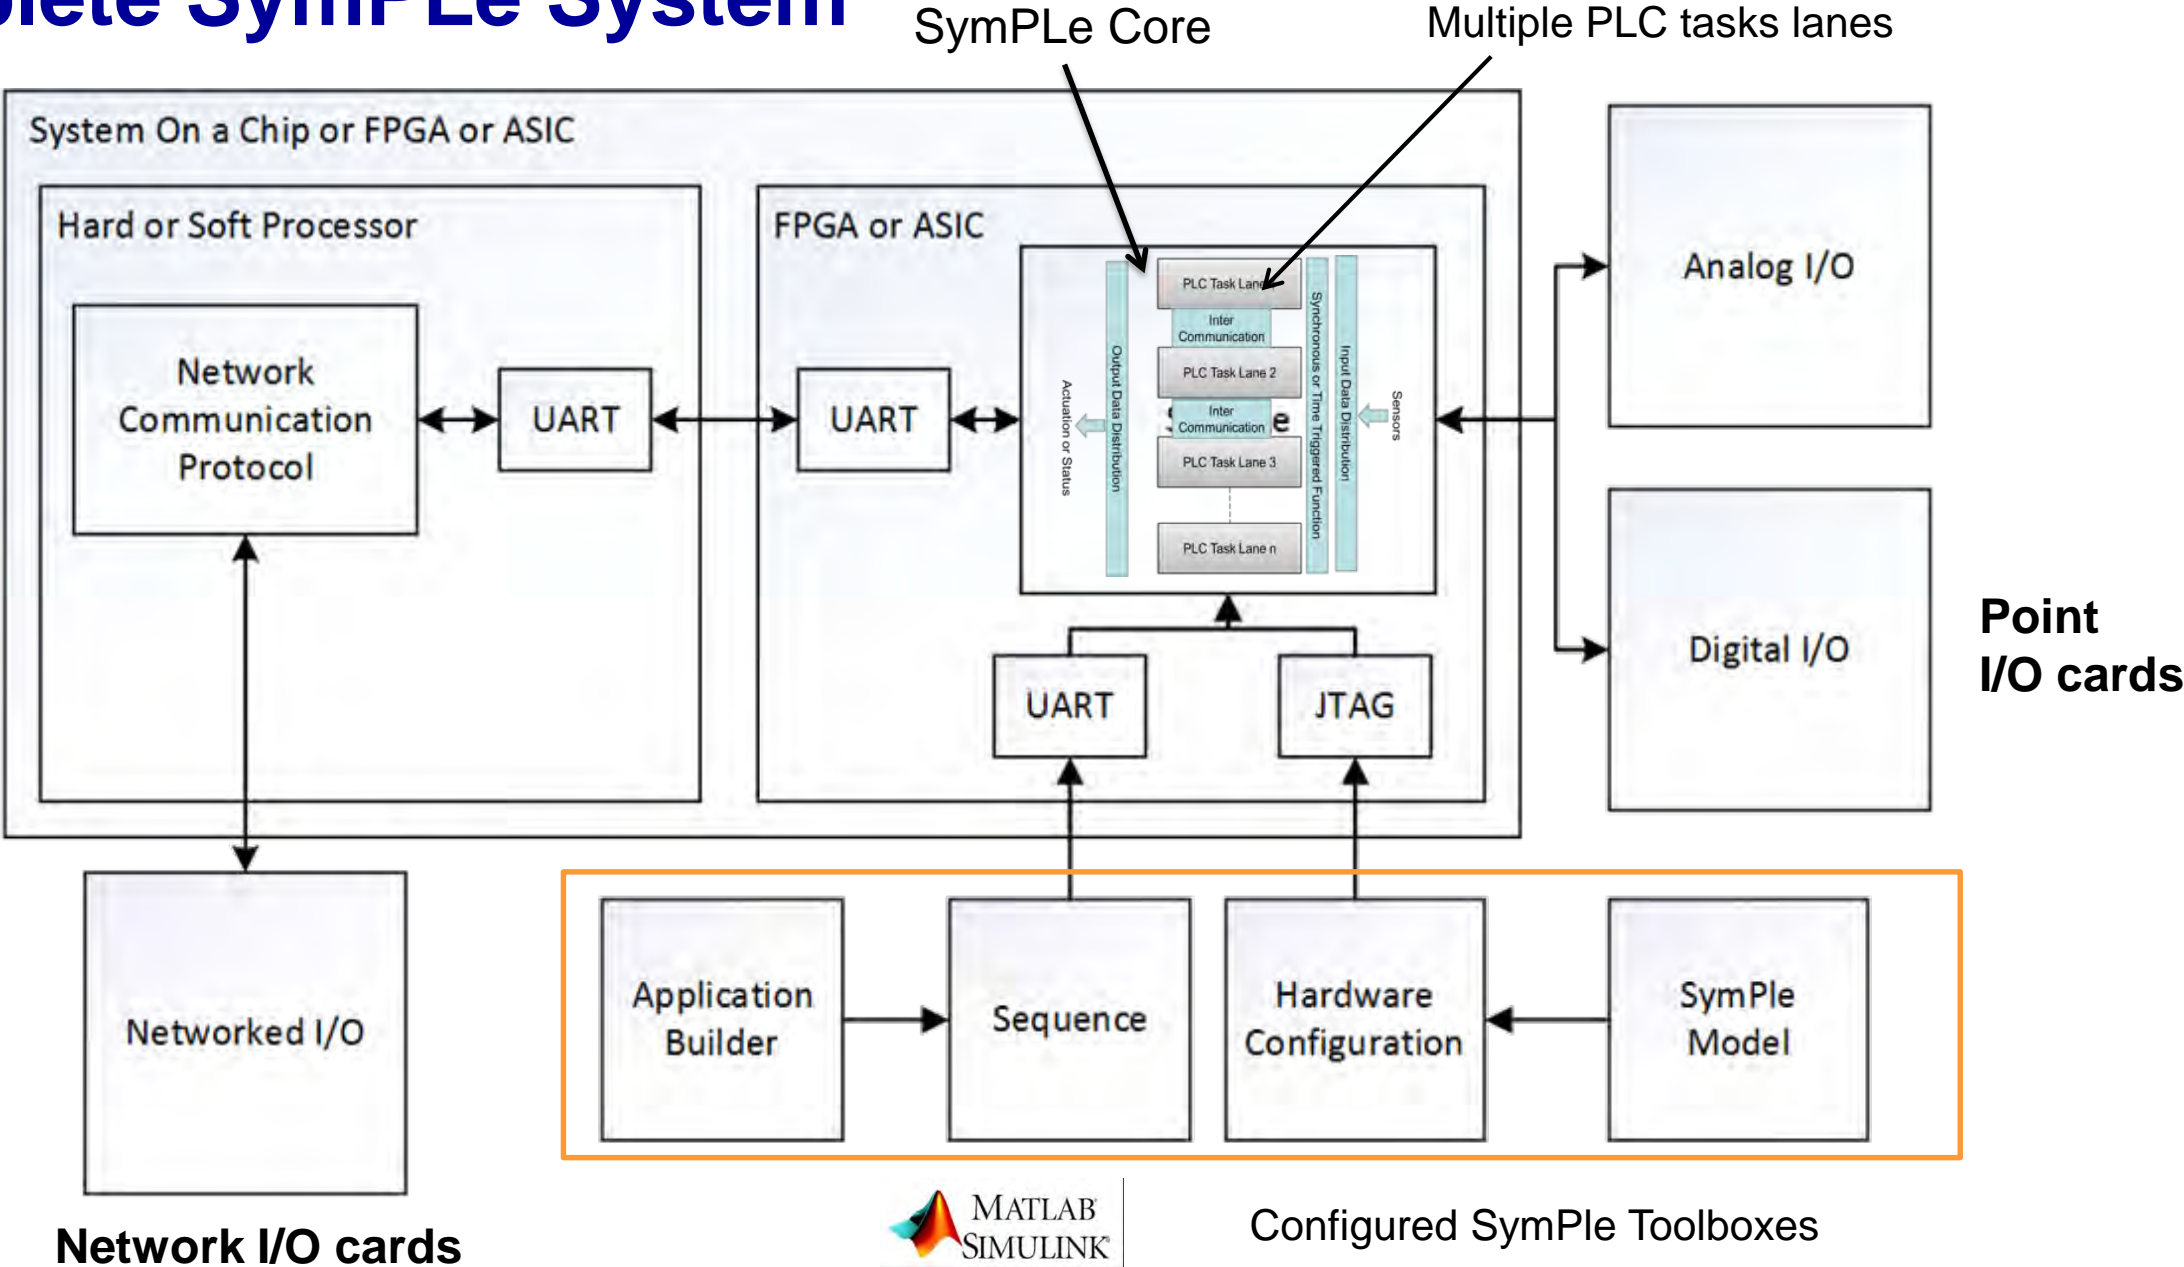 plete SymPLe System
SymPLe Core
Multiple PLC tasks lanes
System On a Chip or FPGA or ASIC
Hard or Soft Processor
FPGA or ASIC
Network
Communication
Protocol
UART
UART
Actuation or Status
Output Data Distribution
PLC Task Lane
Inter
Communication
PLC Task Lane 2
Inter
Communication
PLC Task Lane 3
PLC Task Lane n
Synchronous or Time Triggered Function
Input Data Distribution
Sensors
UART
JTAG
Analog I/O
Digital I/O
Point
I/O cards
Networked I/O
Network I/O cards
Application
Builder
Sequence
Hardware
Configuration
SymPle
Model
MATLAB
SIMULINK
Configured SymPle Toolboxes